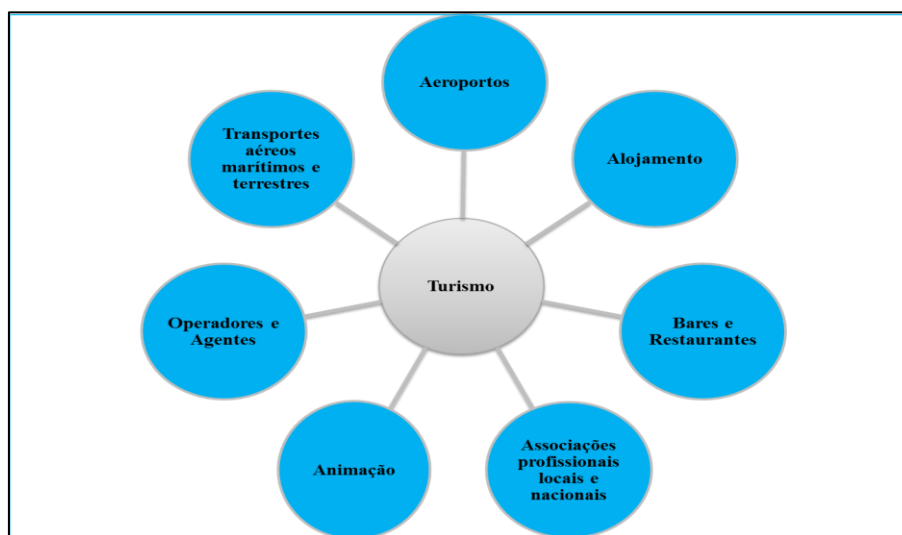 Aeroportos
Transportes
aéreos
marítimos e
terrestres
Alojamento
Turismo
Operadores e
Agentes
Bares e
Restaurantes
Animação
Associações
profissionais
locais e
nacionais